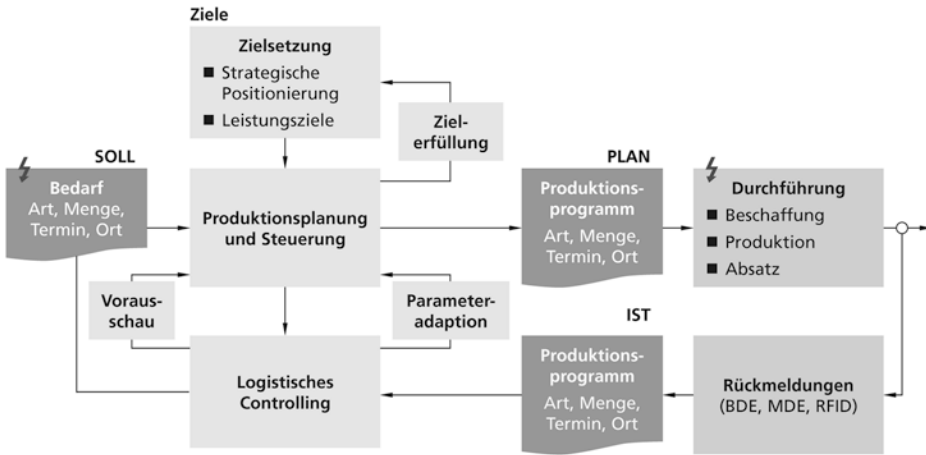 Ziele
Zielsetzung
Strategische
Positionierung
Leistungsziele
Ziel-
erfüllung
SOLL
Bedarf
Art, Menge,
Termin, Ort
Produktionsplanung
und Steuerung
PLAN
Produktions-
programm
Art, Menge,
Termin, Ort
Durchführung
Beschaffung
Produktion
Absatz
Voraus-
schau
Parameter-
adaption
IST
Logistisches
Controlling
Produktions-
programm
Art, Menge,
Termin, Ort
Rückmeldungen
(BDE, MDE, RFID)